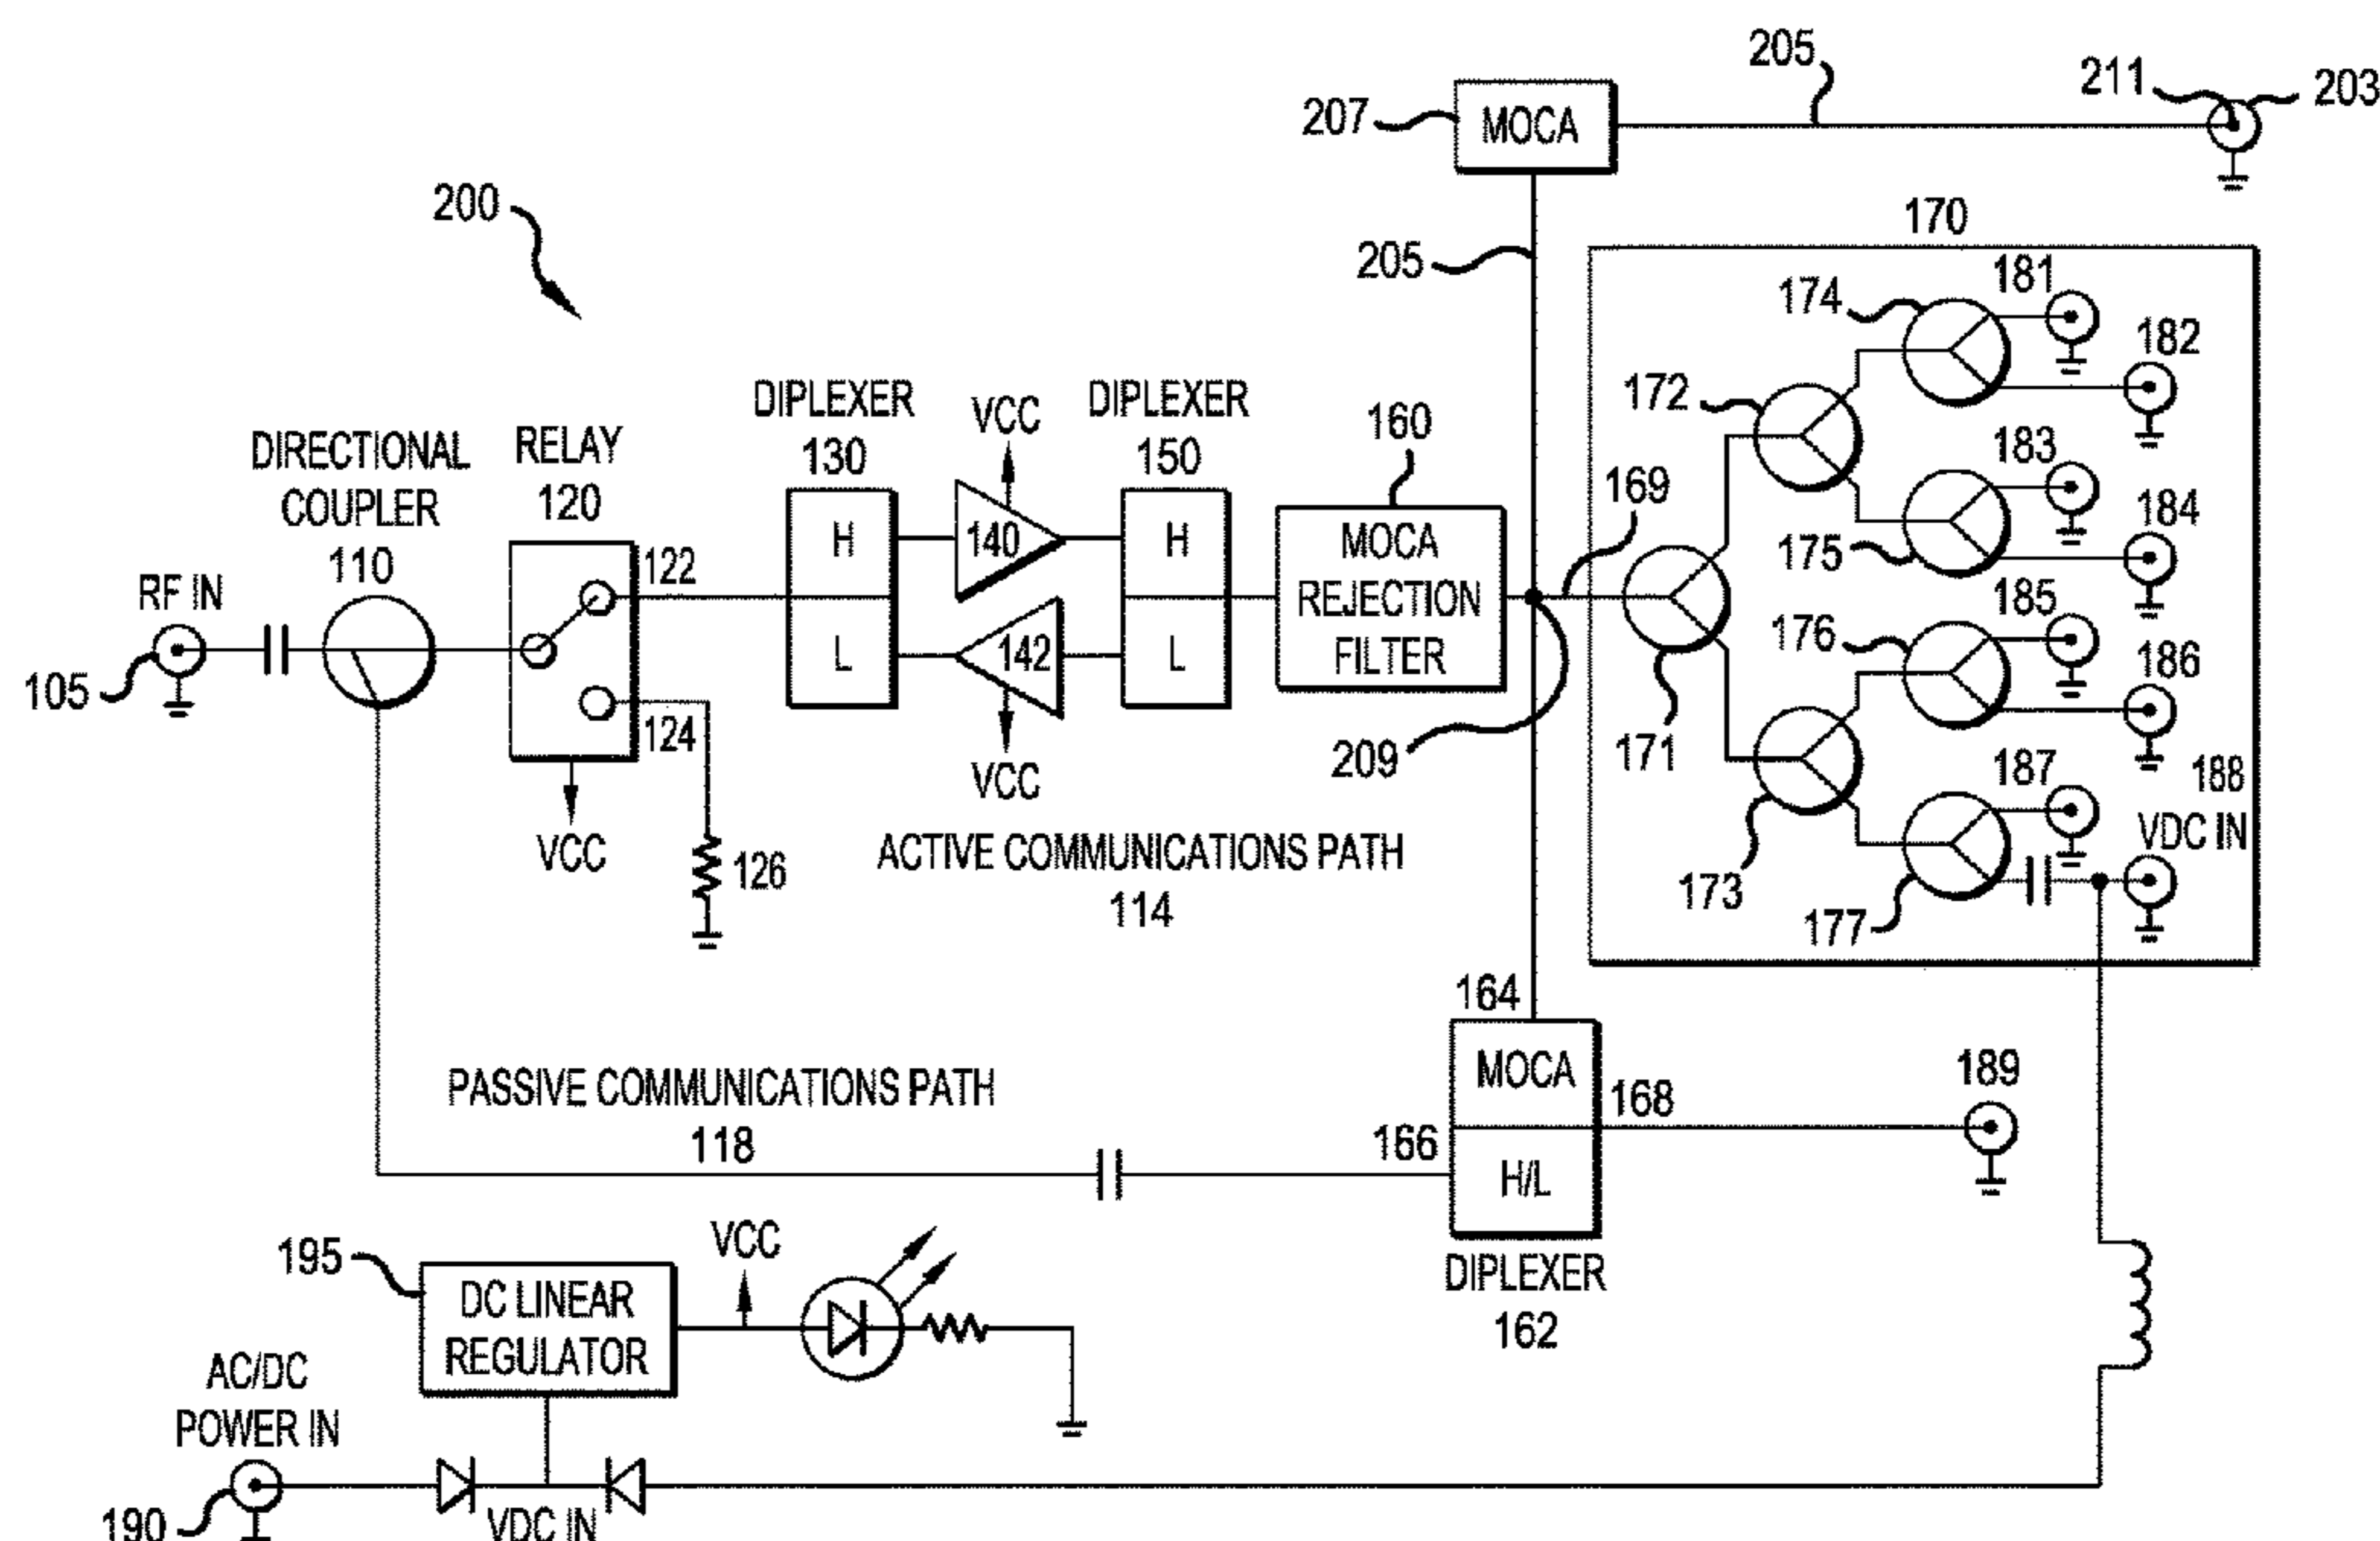 205
211
203
207
MOCA
200
170
205
181
174
182
DIPLEXER
130
VCC
DIPLEXER
150
160
172
183
DIRECTIONAL
COUPLER
110
RELAY
120
169
184
175
RF IN
122
H
140
H
MOCA
REJECTION
FILTER
185
176
186
105
L
142
L
124
209
171
187
188
VDC IN
VCC
VCC
126
ACTIVE COMMUNICATIONS PATH
114
173
177
164
MOCA
189
PASSIVE COMMUNICATIONS PATH
118
168
166
H/L
DIPLEXER
162
195
VCC
DC LINEAR
REGULATOR
AC/DC
POWER IN
190
VDC IN